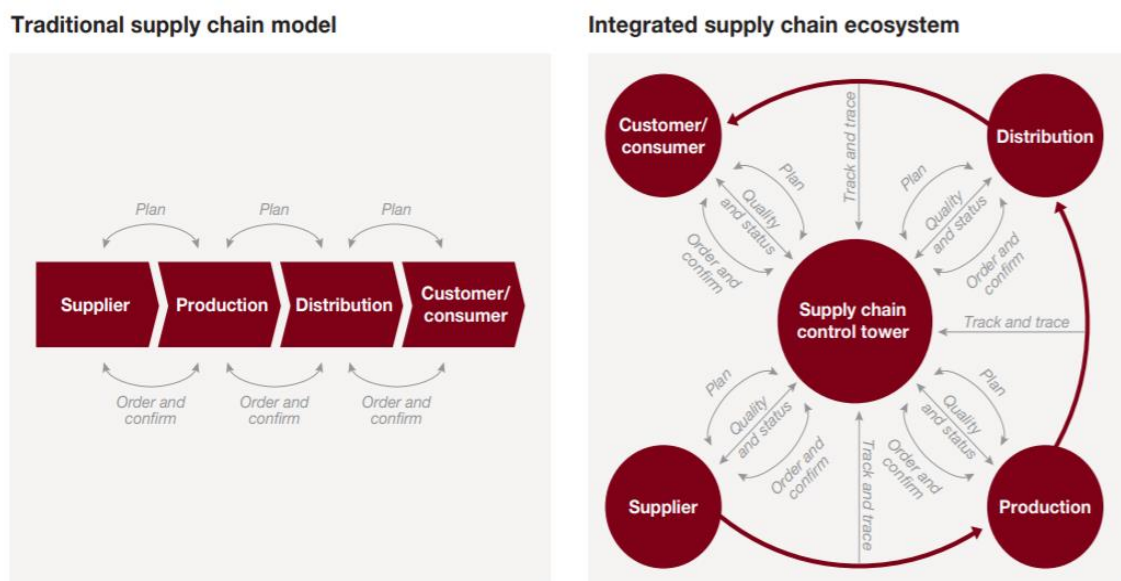 Traditional supply chain model
Plan
Plan
Plan
Supplier
Production
Distribution
Customer/
consumer
Order and
confirm
Order and
confirm
Order and
confirm
Integrated supply chain ecosystem
Customer/
consumer
Distribution
Track and trace
Plan
Quality
and status
Order and
confirm
Plan
Quality
and status
Order and
confirm
Supply chain
control tower
Track and trace
Plan
Quality
and status
Order and
confirm
Track and trace
Plan
Quality
and status
Order and
confirm
Supplier
Production